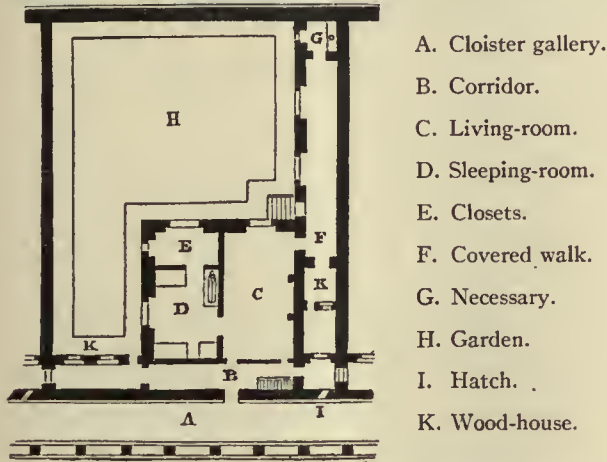 G
H
E
D
F
K
C
K
B
A
I
A. Cloister gallery.
B. Corridor.
C. Living-room.
D. Sleeping-room.
E. Closets.
F. Covered walk.
G. Necessary.
H. Garden.
I. Hatch.
K. Wood-house.